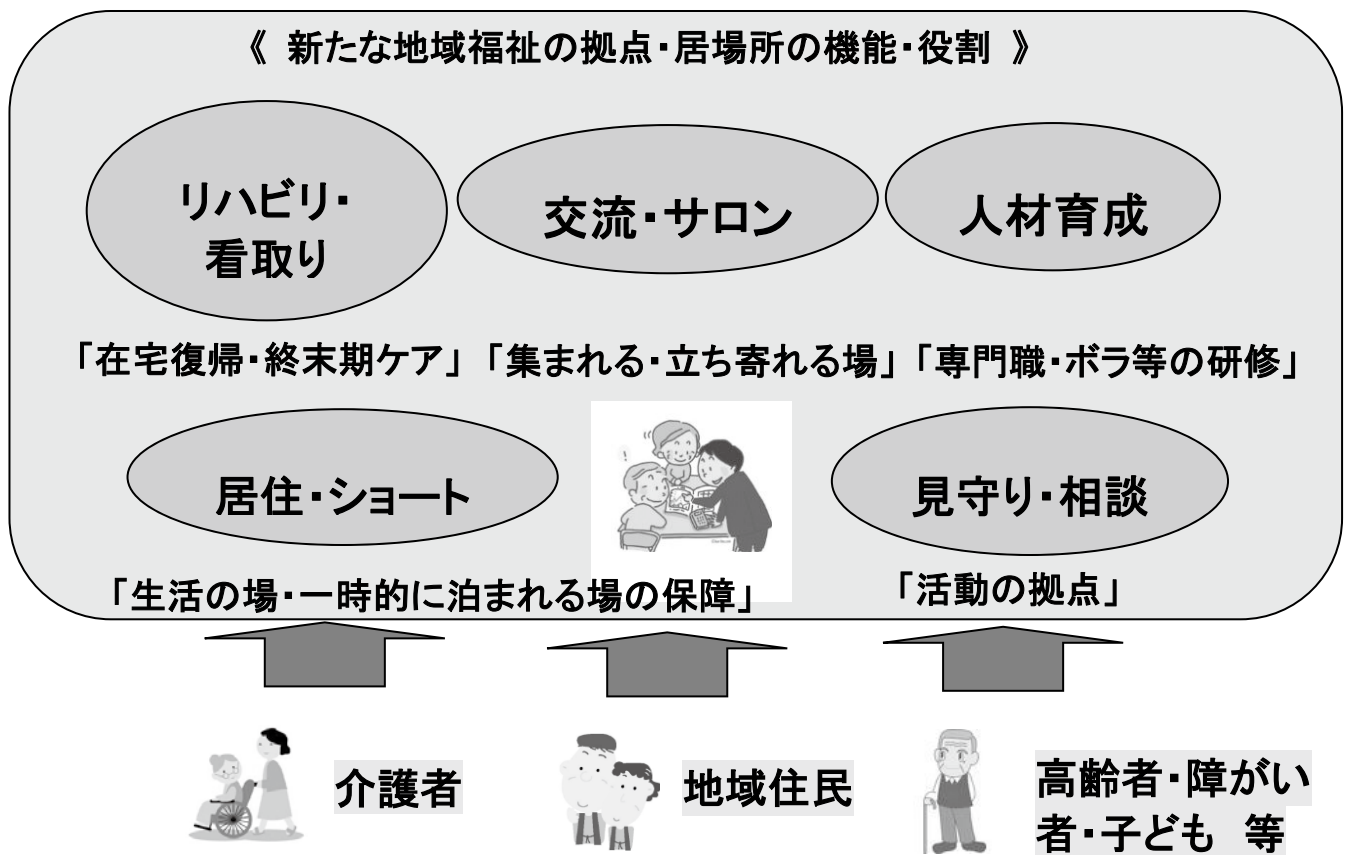 《 新たな地域福祉の拠点・居場所の機能・役割 》
リハビリ・
看取り
交流・サロン
人材育成
「在宅復帰・終末期ケア」「集まれる・立ち寄れる場」「専門職・ボラ等の研修」
居住・ショート
見守り・相談
「生活の場・一時的に泊まれる場の保障」
「活動の拠点」
介護者
地域住民
高齢者・障がい
者・子ども 等